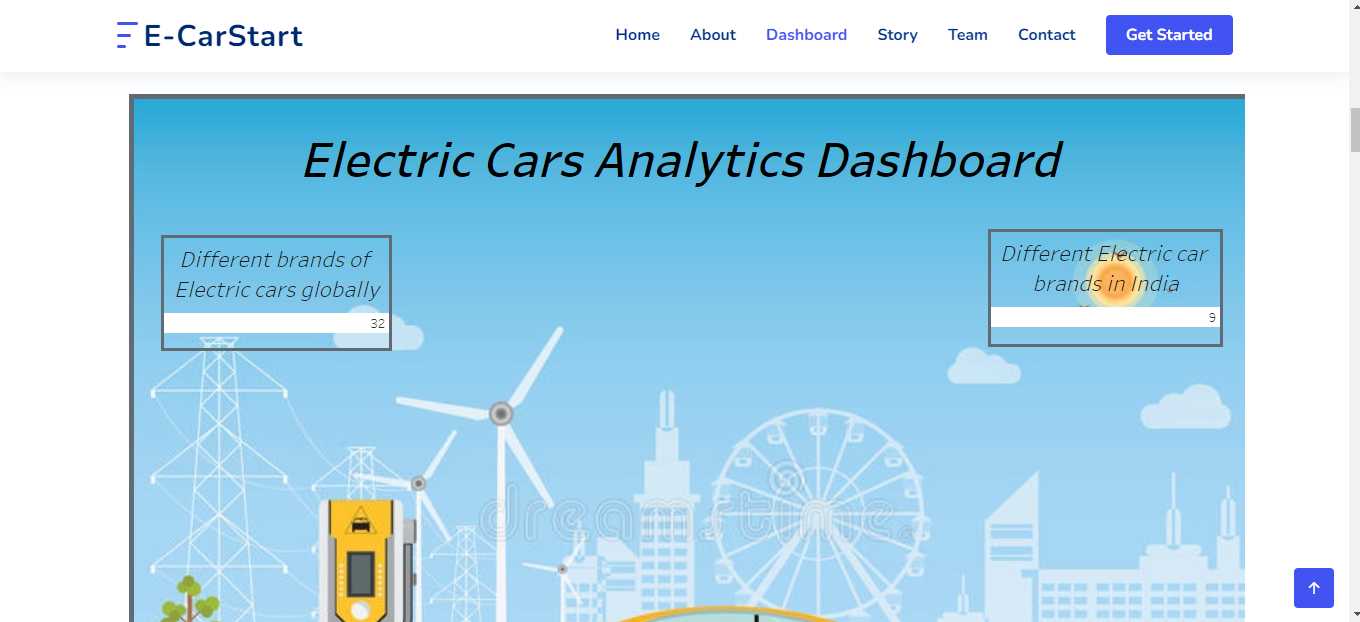 E-CarStart
Home About Dashboard Story Team Contact Get Started
Electric Cars Analytics Dashboard
Different brands of
Electric cars globally
32
Different Electric car
brands in India
9
dreamstime